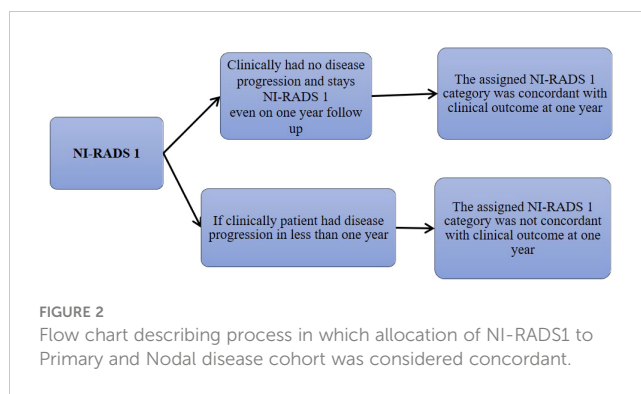 Clinically had no disease
progression and stays
NI-RADS 1
even on one year follow
up
The assigned NI-RADS 1
category was concordant with
clinical outcome at one year
NI-RADS 1
If clinically patient had disease
progression in less than one year
The assigned NI-RADS 1
category was not concordant
with clinical outcome at one
year
FIGURE 2
Flow chart describing process in which allocation of NI-RADS1 to
Primary and Nodal disease cohort was considered concordant.